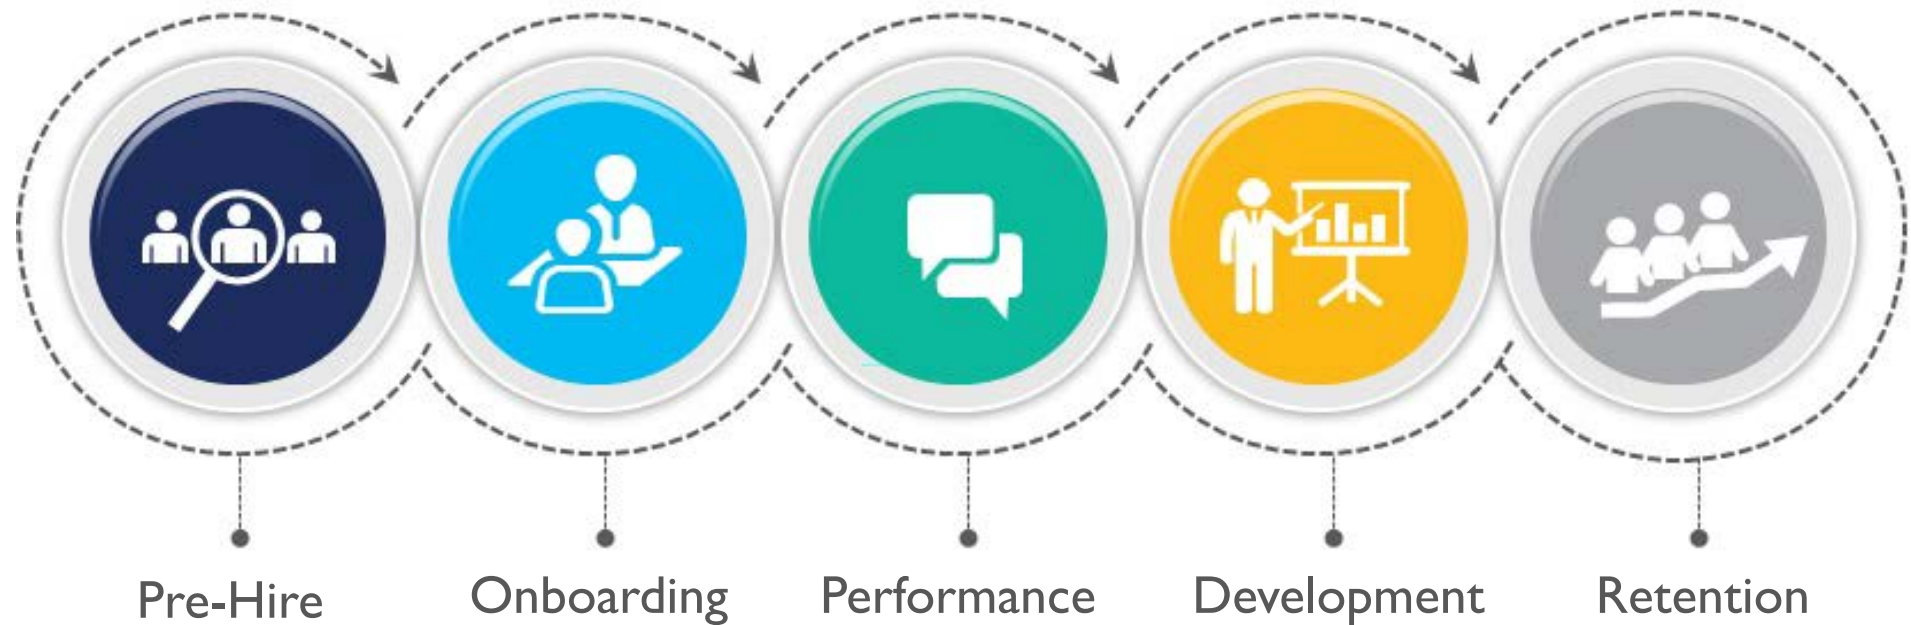 Pre-Hire
Onboarding
Performance
Development
Retention